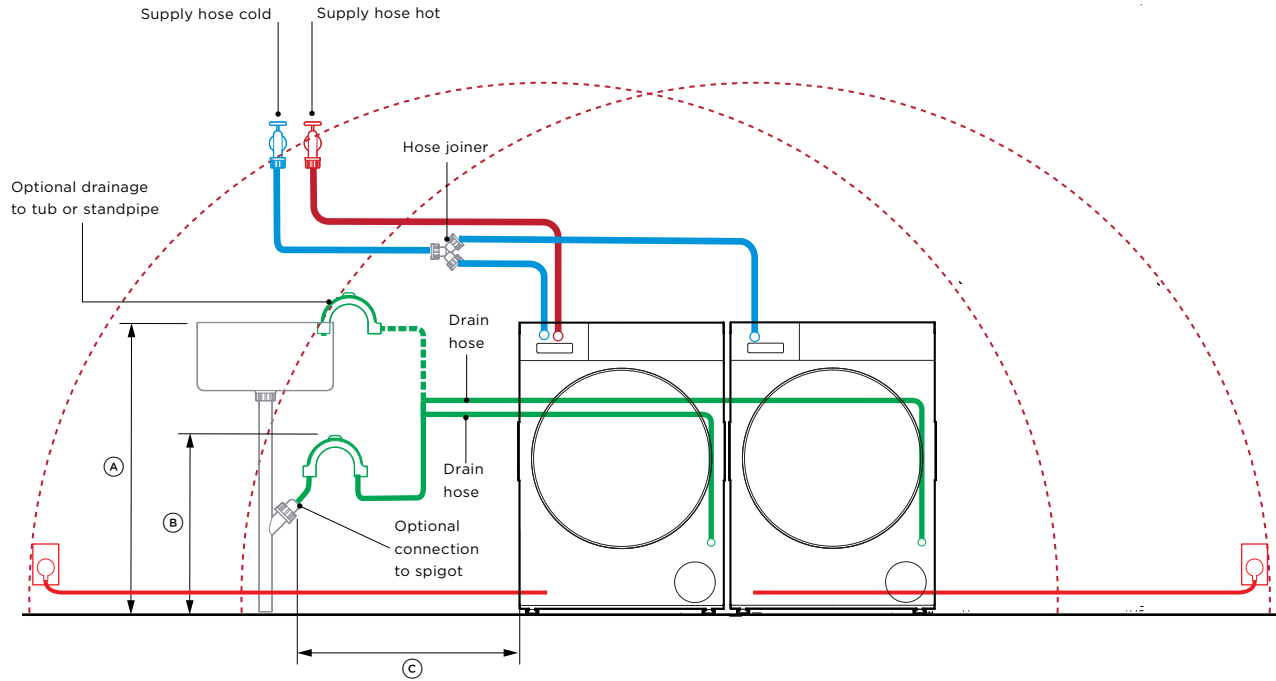 Supply hose cold
Supply hose hot
Hose joiner
Optional drainage
to tub or standpipe
Drain
hose
A
B
Drain
hose
Optional
connection
to spigot
C